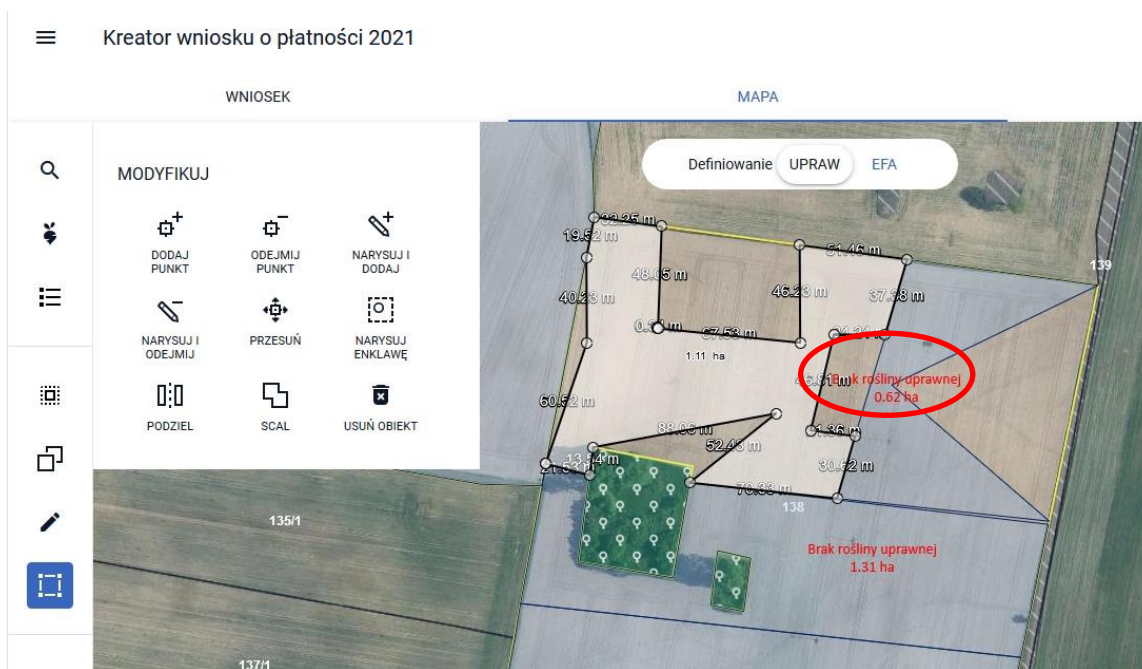 Kreator wniosku o płatności 2021
WNIOSEK
MAPA
MODYFIKUJ
DODAJ
PUNKT
ODEJMIJ
PUNKT
NARYSUJ I
DODAJ
NARYSUJ I
ODEJMIJ
PRZESUŃ
NARYSUJ
ENKLAWĘ
PODZIEL
SCAL
USUŃ OBIEKT
Definiowanie UPRAW EFA
32.25 m
19.52 m
51.46 m
139
48.05 m
40.23 m
46.23 m
37.38 m
67.53 m
1.11 ha
Brak rośliny uprawnej
0.62 ha
60.52 m
88.06 m
52.43 m
30.62 m
70.33 m
138
135/1
Brak rośliny uprawnej
1.31 ha
137/1